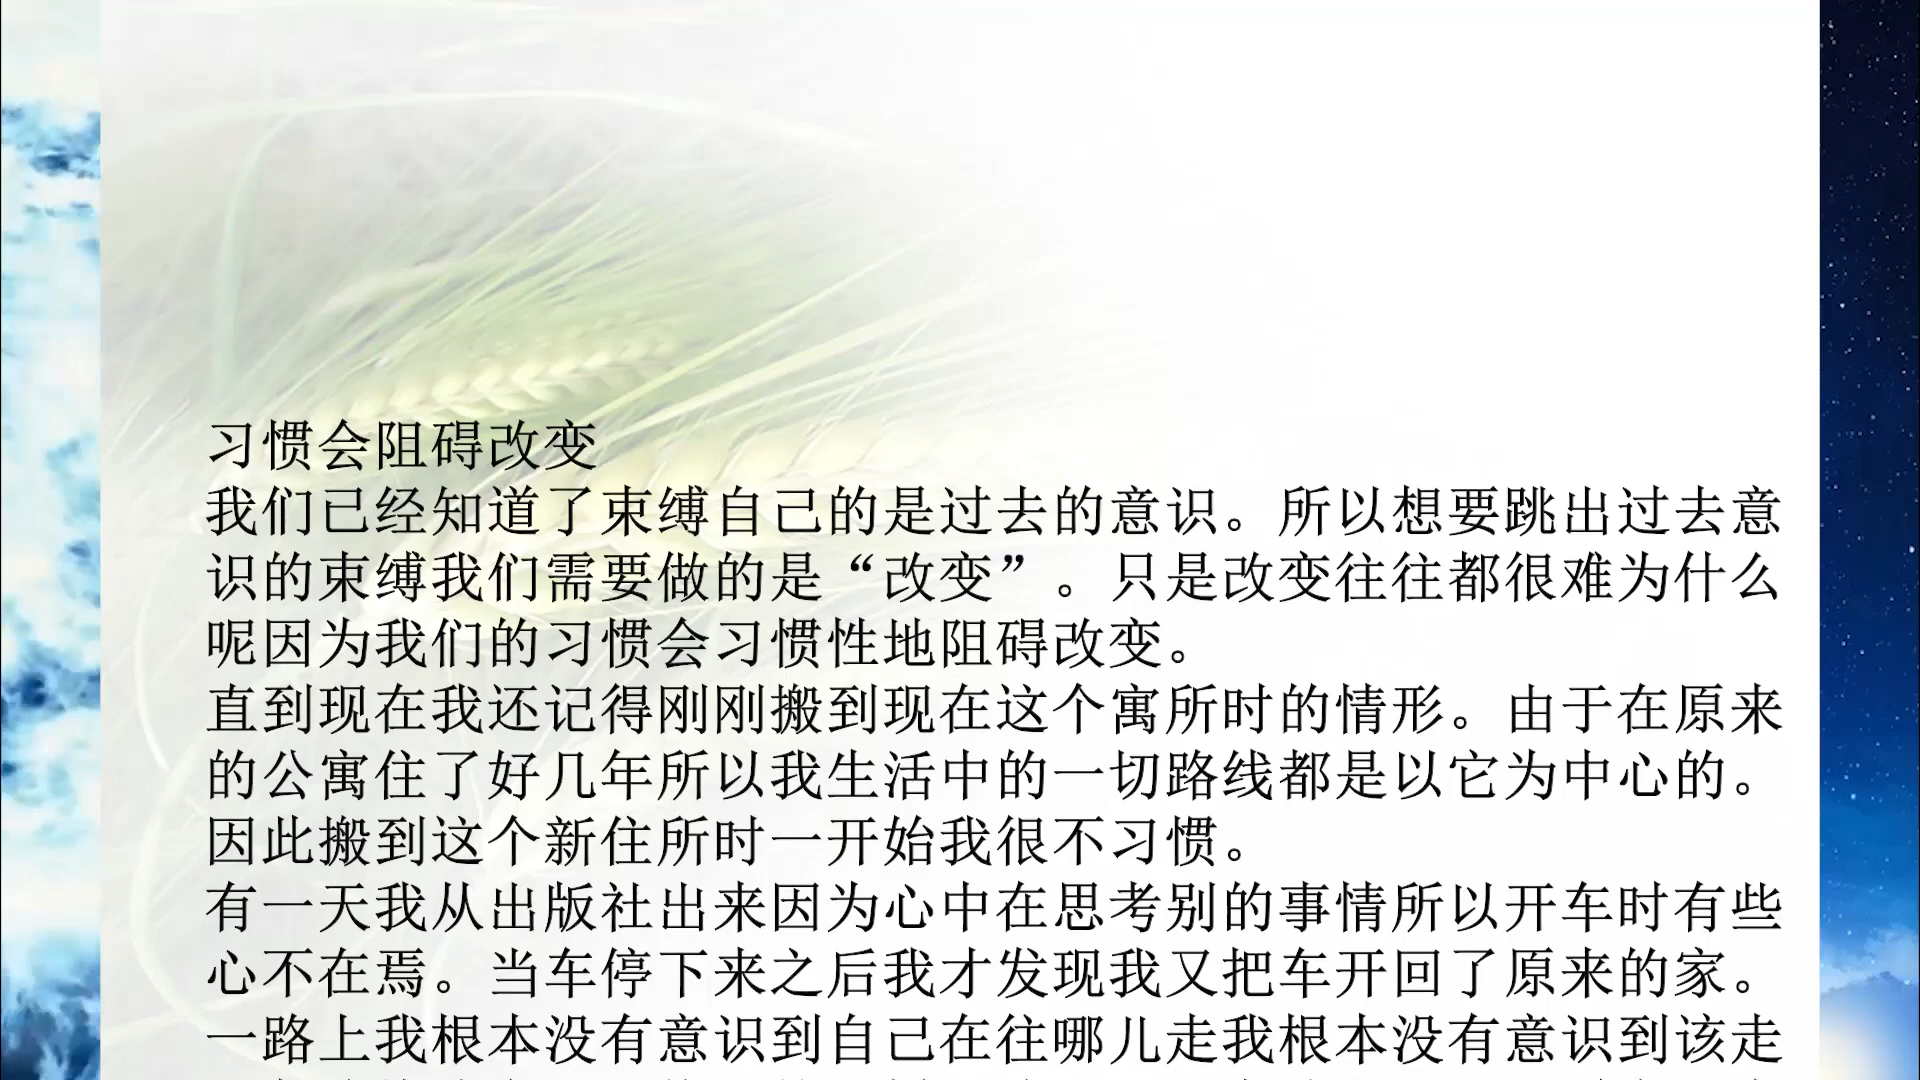 习惯会阻碍改变
我们已经知道了束缚自己的是过去的意识。所以想要跳出过去意
识的束缚我们需要做的是“改变”。只是改变往往都很难为什么
呢因为我们的习惯会习惯性地阻碍改变。
直到现在我还记得刚刚搬到现在这个寓所时的情形。由于在原来
的公寓住了好几年所以我生活中的一切路线都是以它为中心的。
因此搬到这个新住所时一开始我很不习惯。
有一天我从出版社出来因为心中在思考别的事情所以开车时有些
心不在焉。当车停下来之后我才发现我又把车开回了原来的家。
一路上我根本没有意识到自己在往哪儿走我根本没有意识到该走